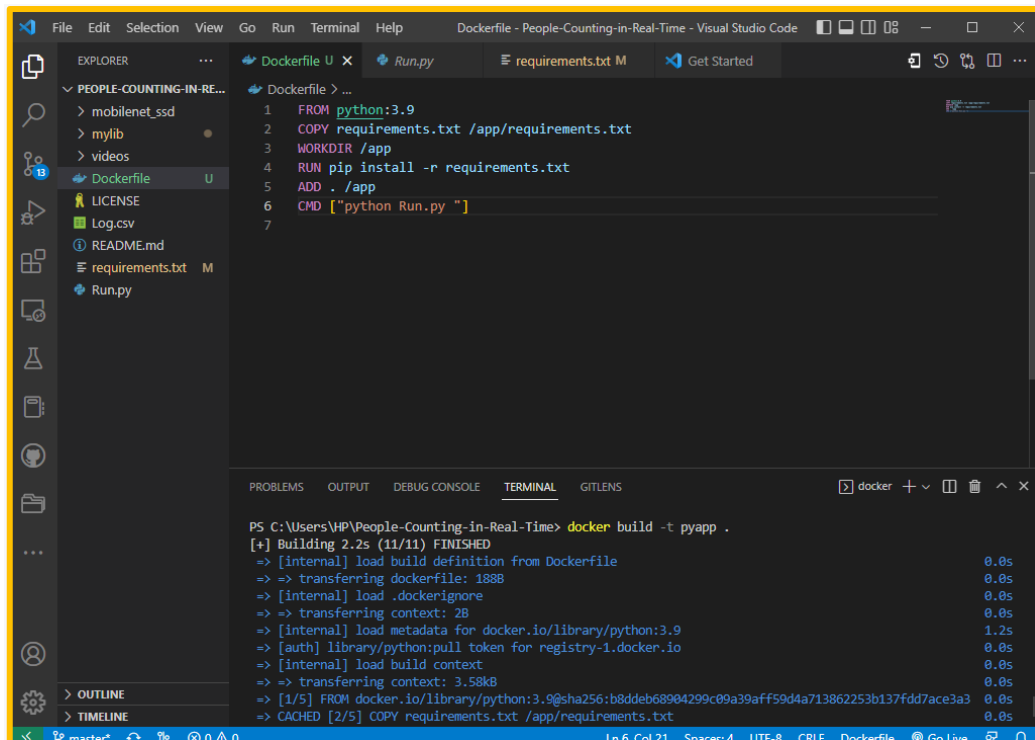 File Edit Selection View Go Run Terminal Help Dockerfile - People-Counting-in-Real-Time - Visual Studio Code
EXPLORER ...
Dockerfile U Run.py requirements.txt M Get Started
PEOPLE-COUNTING-IN-RE...
Dockerfile > ...
mobilenet_ssd
mylib
videos
Dockerfile U
LICENSE
Log.csv
README.md
requirements.txt M
Run.py
13
1 FROM python:3.9
2 COPY requirements.txt /app/requirements.txt
3 WORKDIR /app
4 RUN pip install -r requirements.txt
5 ADD . /app
6 CMD ["python Run.py "]
7
PROBLEMS OUTPUT DEBUG CONSOLE TERMINAL GITLENS docker
PS C:\Users\HP\People-Counting-in-Real-Time> docker build -t pyapp .
[+] Building 2.2s (11/11) FINISHED
=> [internal] load build definition from Dockerfile 0.0s
=> => transferring dockerfile: 188B 0.0s
=> [internal] load .dockerignore 0.0s
=> => transferring context: 2B 0.0s
=> [internal] load metadata for docker.io/library/python:3.9 1.2s
=> [auth] library/python:pull token for registry-1.docker.io 0.0s
=> [internal] load build context 0.0s
=> => transferring context: 3.58kB 0.0s
=> [1/5] FROM docker.io/library/python:3.9@sha256:b8ddeb68904299c09a39aff59d4a713862253b137fdd7ace3a3 0.0s
=> CACHED [2/5] COPY requirements.txt /app/requirements.txt 0.0s
OUTLINE
TIMELINE
master* 0 0 Ln 6, Col 21 Spaces: 4 UTF-8 CRLF Dockerfile Go Live